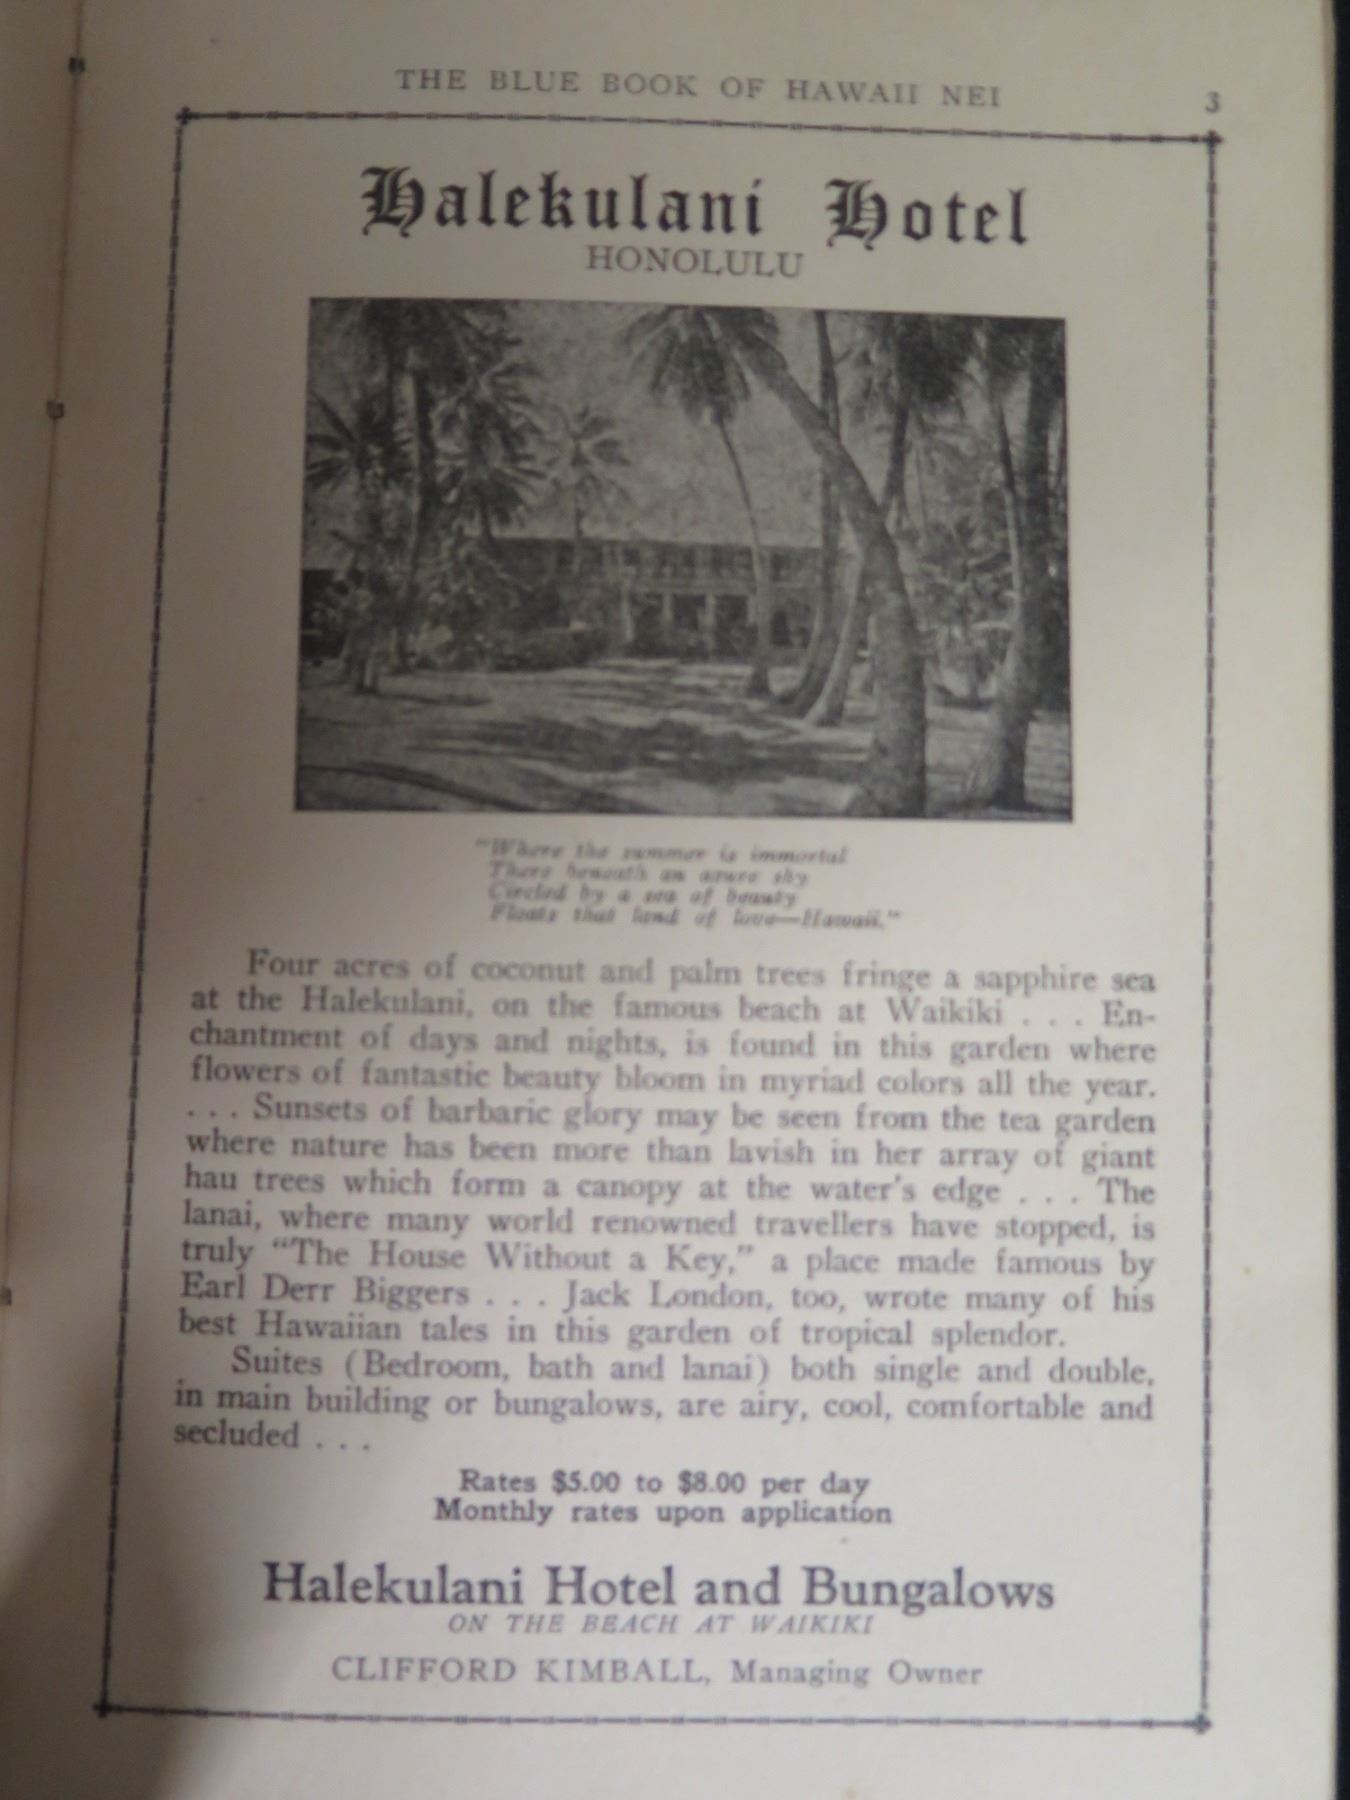 THE BLUE BOOK OF HAWAII NEI
3
Halekulani Hotel
HONOLULU
"Where the summer is immortal
There beneath an azure sky
Circled by a sea of beauty
Floats that land of love—Hawaii."
Four acres of coconut and palm trees fringe a sapphire sea
at the Halekulani, on the famous beach at Waikiki . . . En-
chantment of days and nights, is found in this garden where
flowers of fantastic beauty bloom in myriad colors all the year.
. . . Sunsets of barbaric glory may be seen from the tea garden
where nature has been more than lavish in her array of giant
hau trees which form a canopy at the water's edge . . . The
lanai, where many world renowned travellers have stopped, is
truly "The House Without a Key," a place made famous by
Earl Derr Biggers . . . Jack London, too, wrote many of his
best Hawaiian tales in this garden of tropical splendor.
Suites (Bedroom, bath and lanai) both single and double,
in main building or bungalows, are airy, cool, comfortable and
secluded . . .
Rates $5.00 to $8.00 per day
Monthly rates upon application
Halekulani Hotel and Bungalows
ON THE BEACH AT WAIKIKI
CLIFFORD KIMBALL, Managing Owner